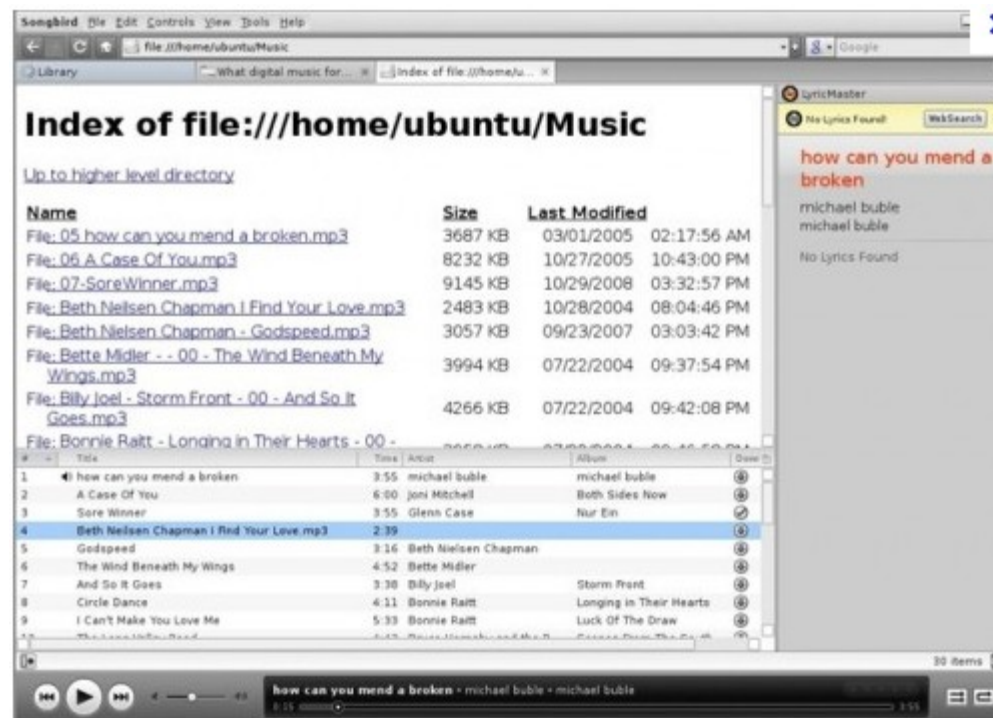 Songbird File Edit Controls View Tools Help
file:///home/ubuntu/Music
Google
Library What digital music for... Index of file:///home/u...
LyricMaster
No Lyrics Found! WebSearch
how can you mend a
broken
michael buble
michael buble
No Lyrics Found
Index of file:///home/ubuntu/Music
Up to higher level directory
Name Size Last Modified
File: 05 how can you mend a broken.mp3 3687 KB 03/01/2005 02:17:56 AM
File: 06 A Case Of You.mp3 8232 KB 10/27/2005 10:43:00 PM
File: 07-SoreWinner.mp3 9145 KB 10/29/2008 03:32:57 PM
File: Beth Neilsen Chapman I Find Your Love.mp3 2483 KB 10/28/2004 08:04:46 PM
File: Beth Nielsen Chapman - Godspeed.mp3 3057 KB 09/23/2007 03:03:42 PM
File: Bette Midler - - 00 - The Wind Beneath My
Wings.mp3 3994 KB 07/22/2004 09:37:54 PM
File: Billy Joel - Storm Front - 00 - And So It
Goes.mp3 4266 KB 07/22/2004 09:42:08 PM
File: Bonnie Raitt - Longing in Their Hearts - 00 -
# Title Time Artist Album
1 how can you mend a broken 3:55 michael buble michael buble
2 A Case Of You 6:00 Joni Mitchell Both Sides Now
3 Sore Winner 3:55 Glenn Case Nur Ein
4 Beth Neilsen Chapman I Find Your Love.mp3 2:39
5 Godspeed 3:16 Beth Nielsen Chapman
6 The Wind Beneath My Wings 4:52 Bette Midler
7 And So It Goes 3:38 Billy Joel Storm Front
8 Circle Dance 4:11 Bonnie Raitt Longing in Their Hearts
9 I Can't Make You Love Me 5:33 Bonnie Raitt Luck Of The Draw
30 items
how can you mend a broken • michael buble • michael buble
0:15 3:55